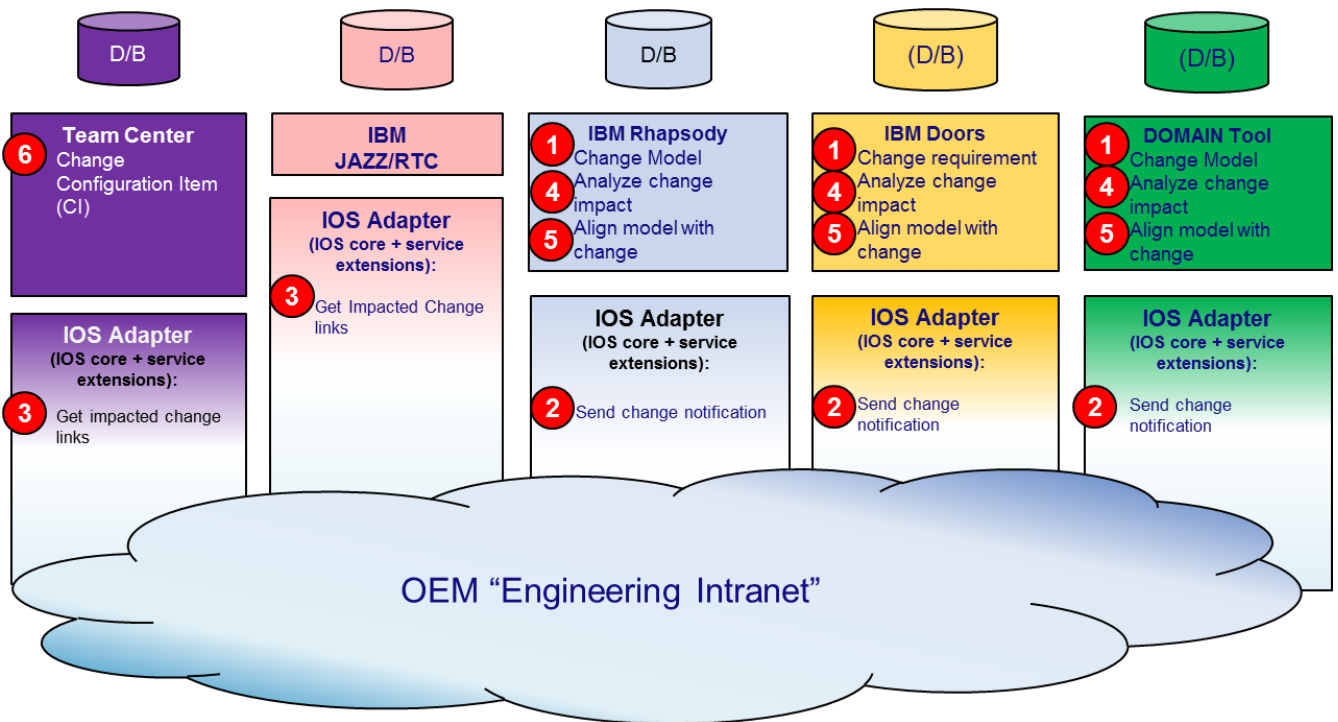 D/B
D/B
D/B
(D/B)
(D/B)
6
Team Center
Change
Configuration Item
(CI)
IOS Adapter
(IOS core + service
extensions):
3
Get impacted change
links
IBM
JAZZ/RTC
IOS Adapter
(IOS core + service
extensions):
3
Get Impacted Change
links
IBM Rhapsody
1
Change Model
4
Analyze change
impact
5
Align model with
change
IOS Adapter
(IOS core + service
extensions):
2
Send change notification
IBM Doors
1
Change requirement
4
Analyze change
impact
5
Align model with
change
IOS Adapter
(IOS core + service
extensions):
2
Send change
notification
DOMAIN Tool
1
Change Model
4
Analyze change
impact
5
Align model with
change
IOS Adapter
(IOS core + service
extensions):
2
Send change
notification
OEM “Engineering Intranet”